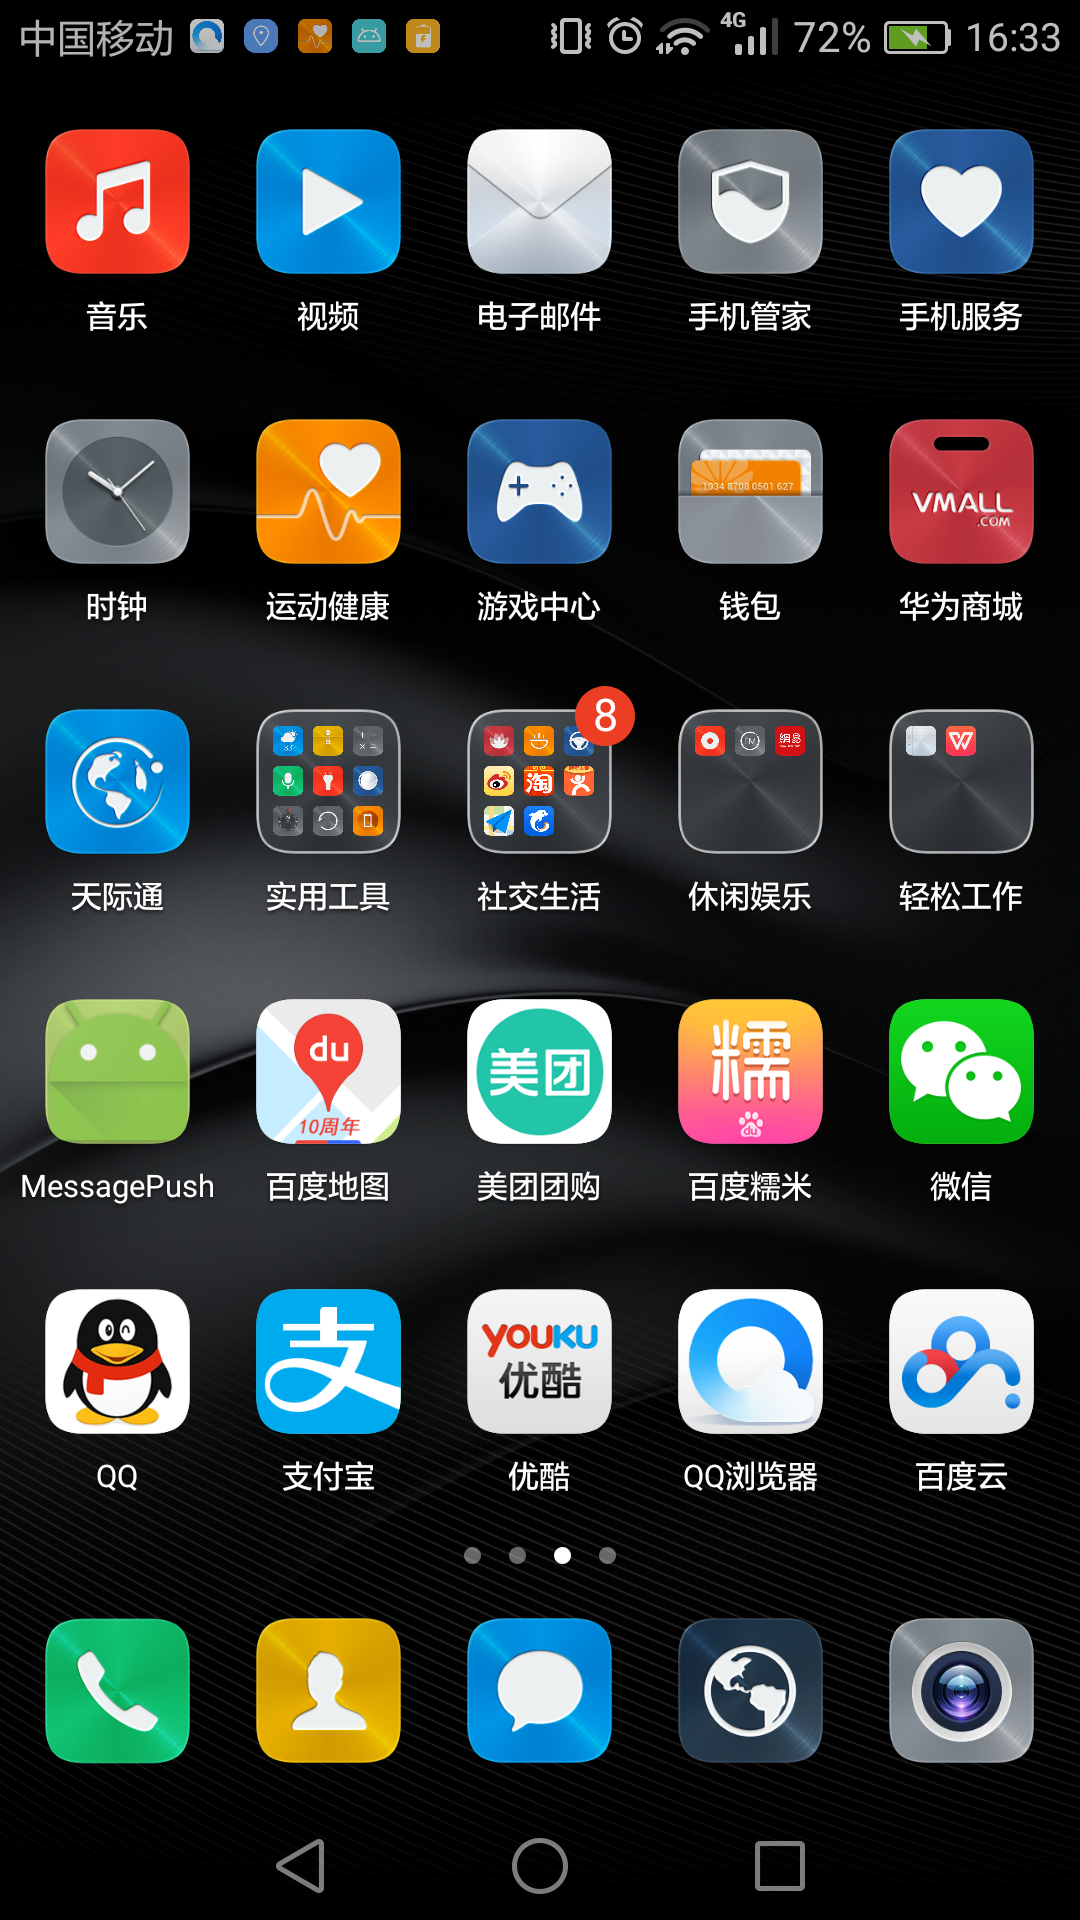 中国移动 4G 72% 16:33
音乐 视频 电子邮件 手机管家 手机服务
1934 8708 0501 627
VMALL
.COM
时钟 运动健康 游戏中心 钱包 华为商城
8
淘
網易
天际通 实用工具 社交生活 休闲娱乐 轻松工作
du 美团 糯
10周年 du
MessagePush 百度地图 美团团购 百度糯米 微信
支 YOUKU
优酷
QQ 支付宝 优酷 QQ浏览器 百度云